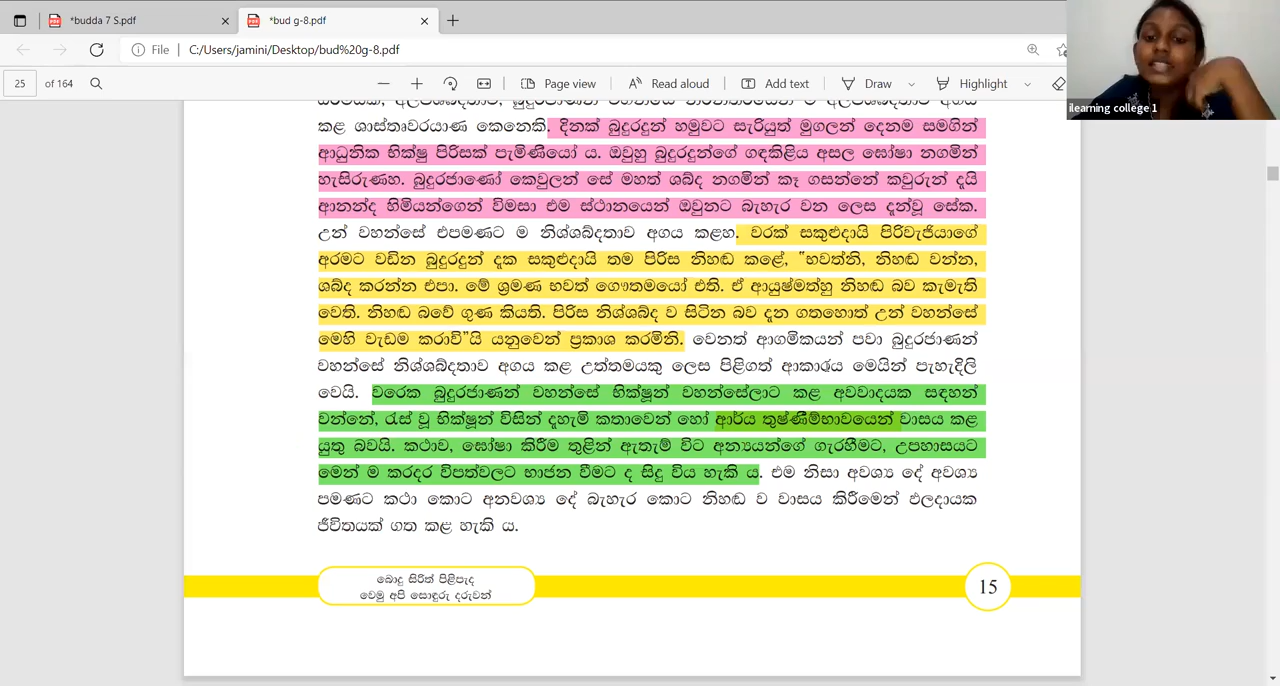 *budda 7 S.pdf
*bud g-8.pdf
File
C:/Users/jamini/Desktop/bud%20g-8.pdf
25 of 164
Page view
Read aloud
Add text
Draw
Highlight
ilearning college 1
කළ ශාස්තෘවරයාණ කෙනෙකි. දිනක් බුදුරදුන් හමුවට සැරියුත් මුගලන් දෙනම සමගින්
ආධුනික භික්ෂු පිරිසක් පැමිණියෝ ය. ඔවුහු බුදුරදුන්ගේ ගඳකිළිය අසල ඝෝෂා නගමින්
හැසිරුණහ. බුදුරජාණෝ කෙවුලන් සේ මහත් ශබ්ද නගමින් කෑ ගසන්නේ කවුරුන් දැයි
ආනන්ද හිමියන්ගෙන් විමසා එම ස්ථානයෙන් ඔවුනට බැහැර වන ලෙස දැන්වූ සේක.
උන් වහන්සේ එපමණට ම නිශ්ශබ්දතාව අගය කළහ. වරක් සකුළුදායි පිරිවැජියාගේ
අරමට වඩින බුදුරදුන් දැක සකුළුදායි තම පිරිස නිහඬ කළේ, “භවත්නි, නිහඬ වන්න,
ශබ්ද කරන්න එපා. මේ ශ්‍රමණ භවත් ගෞතමයෝ එති. ඒ ආයුෂ්මත්හු නිහඬ බව කැමැති
වෙති. නිහඬ බවේ ගුණ කියති. පිරිස නිශ්ශබ්ද ව සිටින බව දැන ගතහොත් උන් වහන්සේ
මෙහි වැඩම කරාවි”යි යනුවෙන් ප්‍රකාශ කරමිනි. වෙනත් ආගමිකයන් පවා බුදුරජාණන්
වහන්සේ නිශ්ශබ්දතාව අගය කළ උත්තමයකු ලෙස පිළිගත් ආකාරය මෙයින් පැහැදිලි
වෙයි. වරෙක බුදුරජාණන් වහන්සේ භික්ෂූන් වහන්සේලාට කළ අවවාදයක සඳහන්
වන්නේ, රැස් වූ භික්ෂූන් විසින් දැහැමි කතාවෙන් හෝ ආර්ය තුෂ්ණීම්භාවයෙන් වාසය කළ
යුතු බවයි. කථාව, ඝෝෂා කිරීම තුළින් ඇතැම් විට අන්‍යයන්ගේ ගැරහීමට, උපහාසයට
මෙන් ම කරදර විපත්වලට භාජන වීමට ද සිදු විය හැකි ය. එම නිසා අවශ්‍ය දේ අවශ්‍ය
පමණට කථා කොට අනවශ්‍ය දේ බැහැර කොට නිහඬ ව වාසය කිරීමෙන් ඵලදායක
ජීවිතයක් ගත කළ හැකි ය.
බොදු සිරිත් පිළිපැද
වෙමු අපි සොඳුරු දරුවන්
15